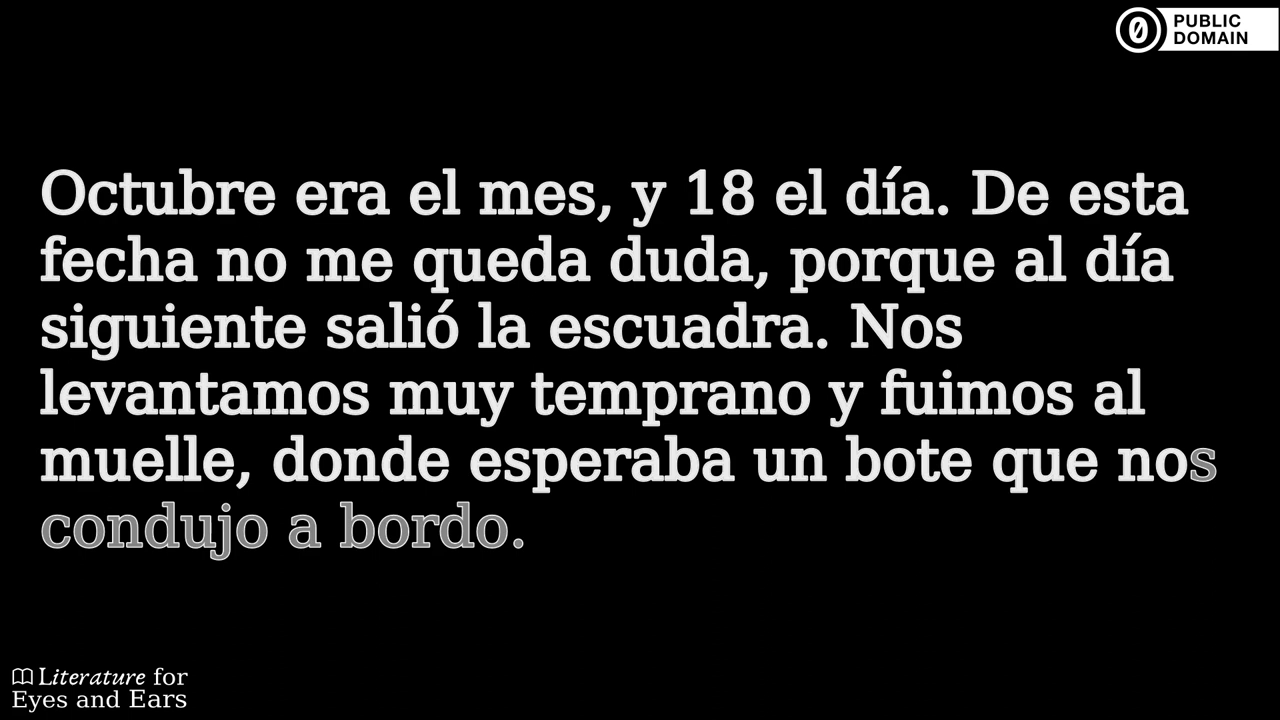 PUBLIC
DOMAIN
Octubre era el mes, y 18 el día. De esta
fecha no me queda duda, porque al día
siguiente salió la escuadra. Nos
levantamos muy temprano y fuimos al
muelle, donde esperaba un bote que nos
condujo a bordo.
Literature for
Eyes and Ears